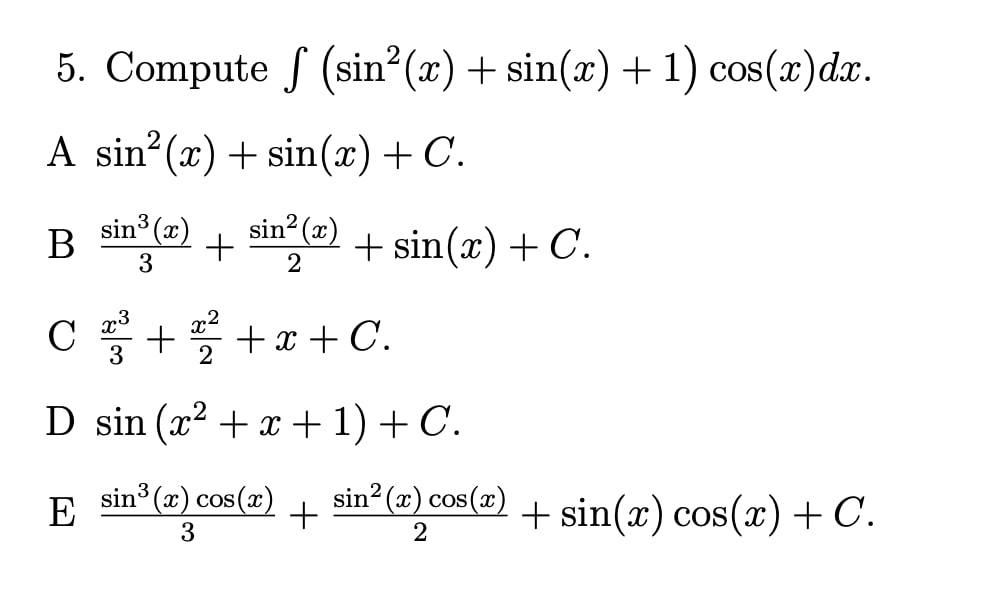 5. Compute ∫ (sin²(x) + sin(x) + 1) cos(x)dx.
A sin²(x) + sin(x) + C.
B sin³(x)/3 + sin²(x)/2 + sin(x) + C.
C x³/3 + x²/2 + x + C.
D sin (x² + x + 1) + C.
E sin³(x) cos(x)/3 + sin²(x) cos(x)/2 + sin(x) cos(x) + C.